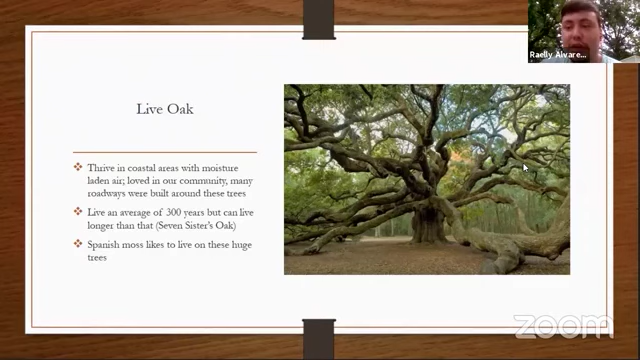 Raelly Alvare...
Live Oak
Thrive in coastal areas with moisture
laden air; loved in our community, many
roadways were built around these trees
Live an average of 300 years but can live
longer than that (Seven Sister's Oak)
Spanish moss likes to live on these huge
trees
zoom